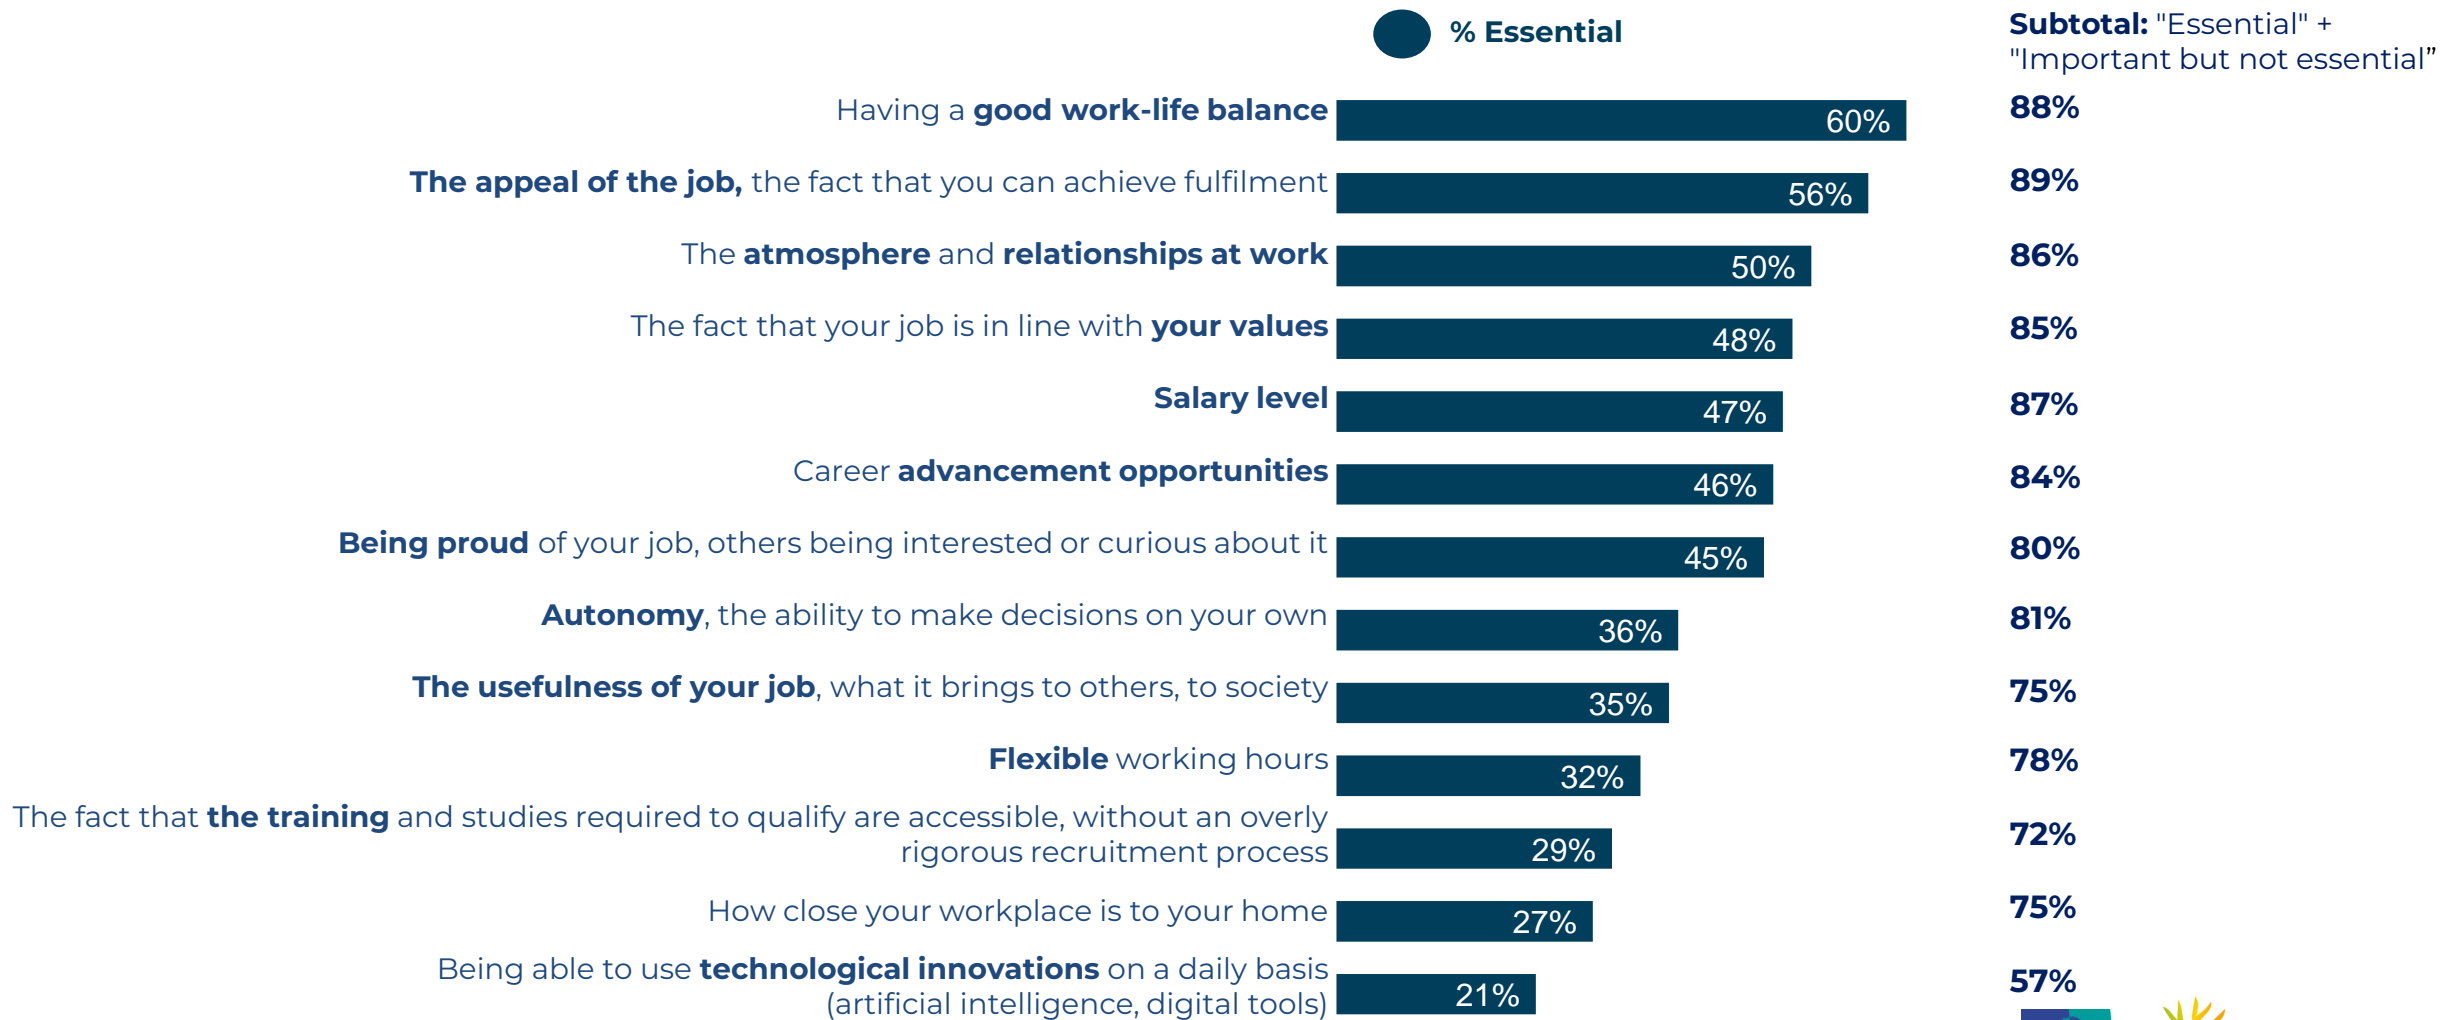 % Essential
Subtotal: "Essential" +
"Important but not essential”
Having a good work-life balance 60% 88%
The appeal of the job, the fact that you can achieve fulfilment 56% 89%
The atmosphere and relationships at work 50% 86%
The fact that your job is in line with your values 48% 85%
Salary level 47% 87%
Career advancement opportunities 46% 84%
Being proud of your job, others being interested or curious about it 45% 80%
Autonomy, the ability to make decisions on your own 36% 81%
The usefulness of your job, what it brings to others, to society 35% 75%
Flexible working hours 32% 78%
The fact that the training and studies required to qualify are accessible, without an overly
rigorous recruitment process 29% 72%
How close your workplace is to your home 27% 75%
Being able to use technological innovations on a daily basis
(artificial intelligence, digital tools) 21% 57%